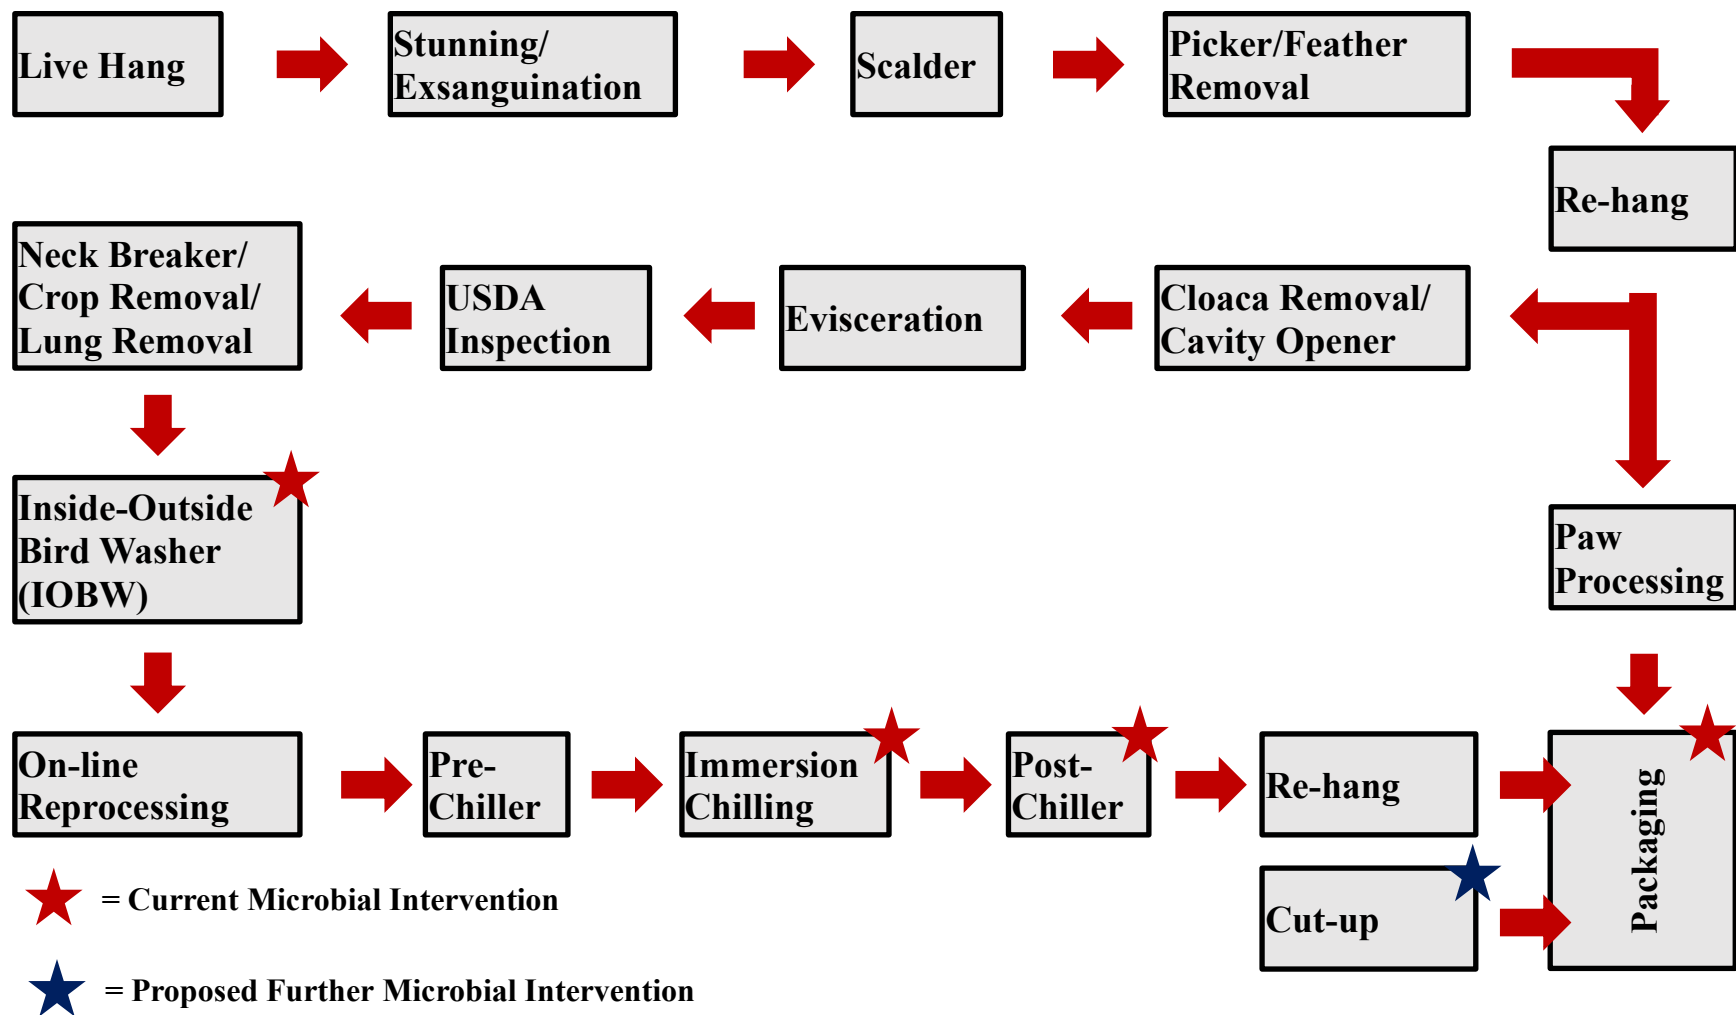 Live Hang
Stunning/
Exsanguination
Scalder
Picker/Feather
Removal
Re-hang
Neck Breaker/
Crop Removal/
Lung Removal
USDA
Inspection
Evisceration
Cloaca Removal/
Cavity Opener
Inside-Outside
Bird Washer
(IOBW)
Paw
Processing
On-line
Reprocessing
Pre-
Chiller
Immersion
Chilling
Post-
Chiller
Re-hang
Packaging
Cut-up
= Current Microbial Intervention
= Proposed Further Microbial Intervention